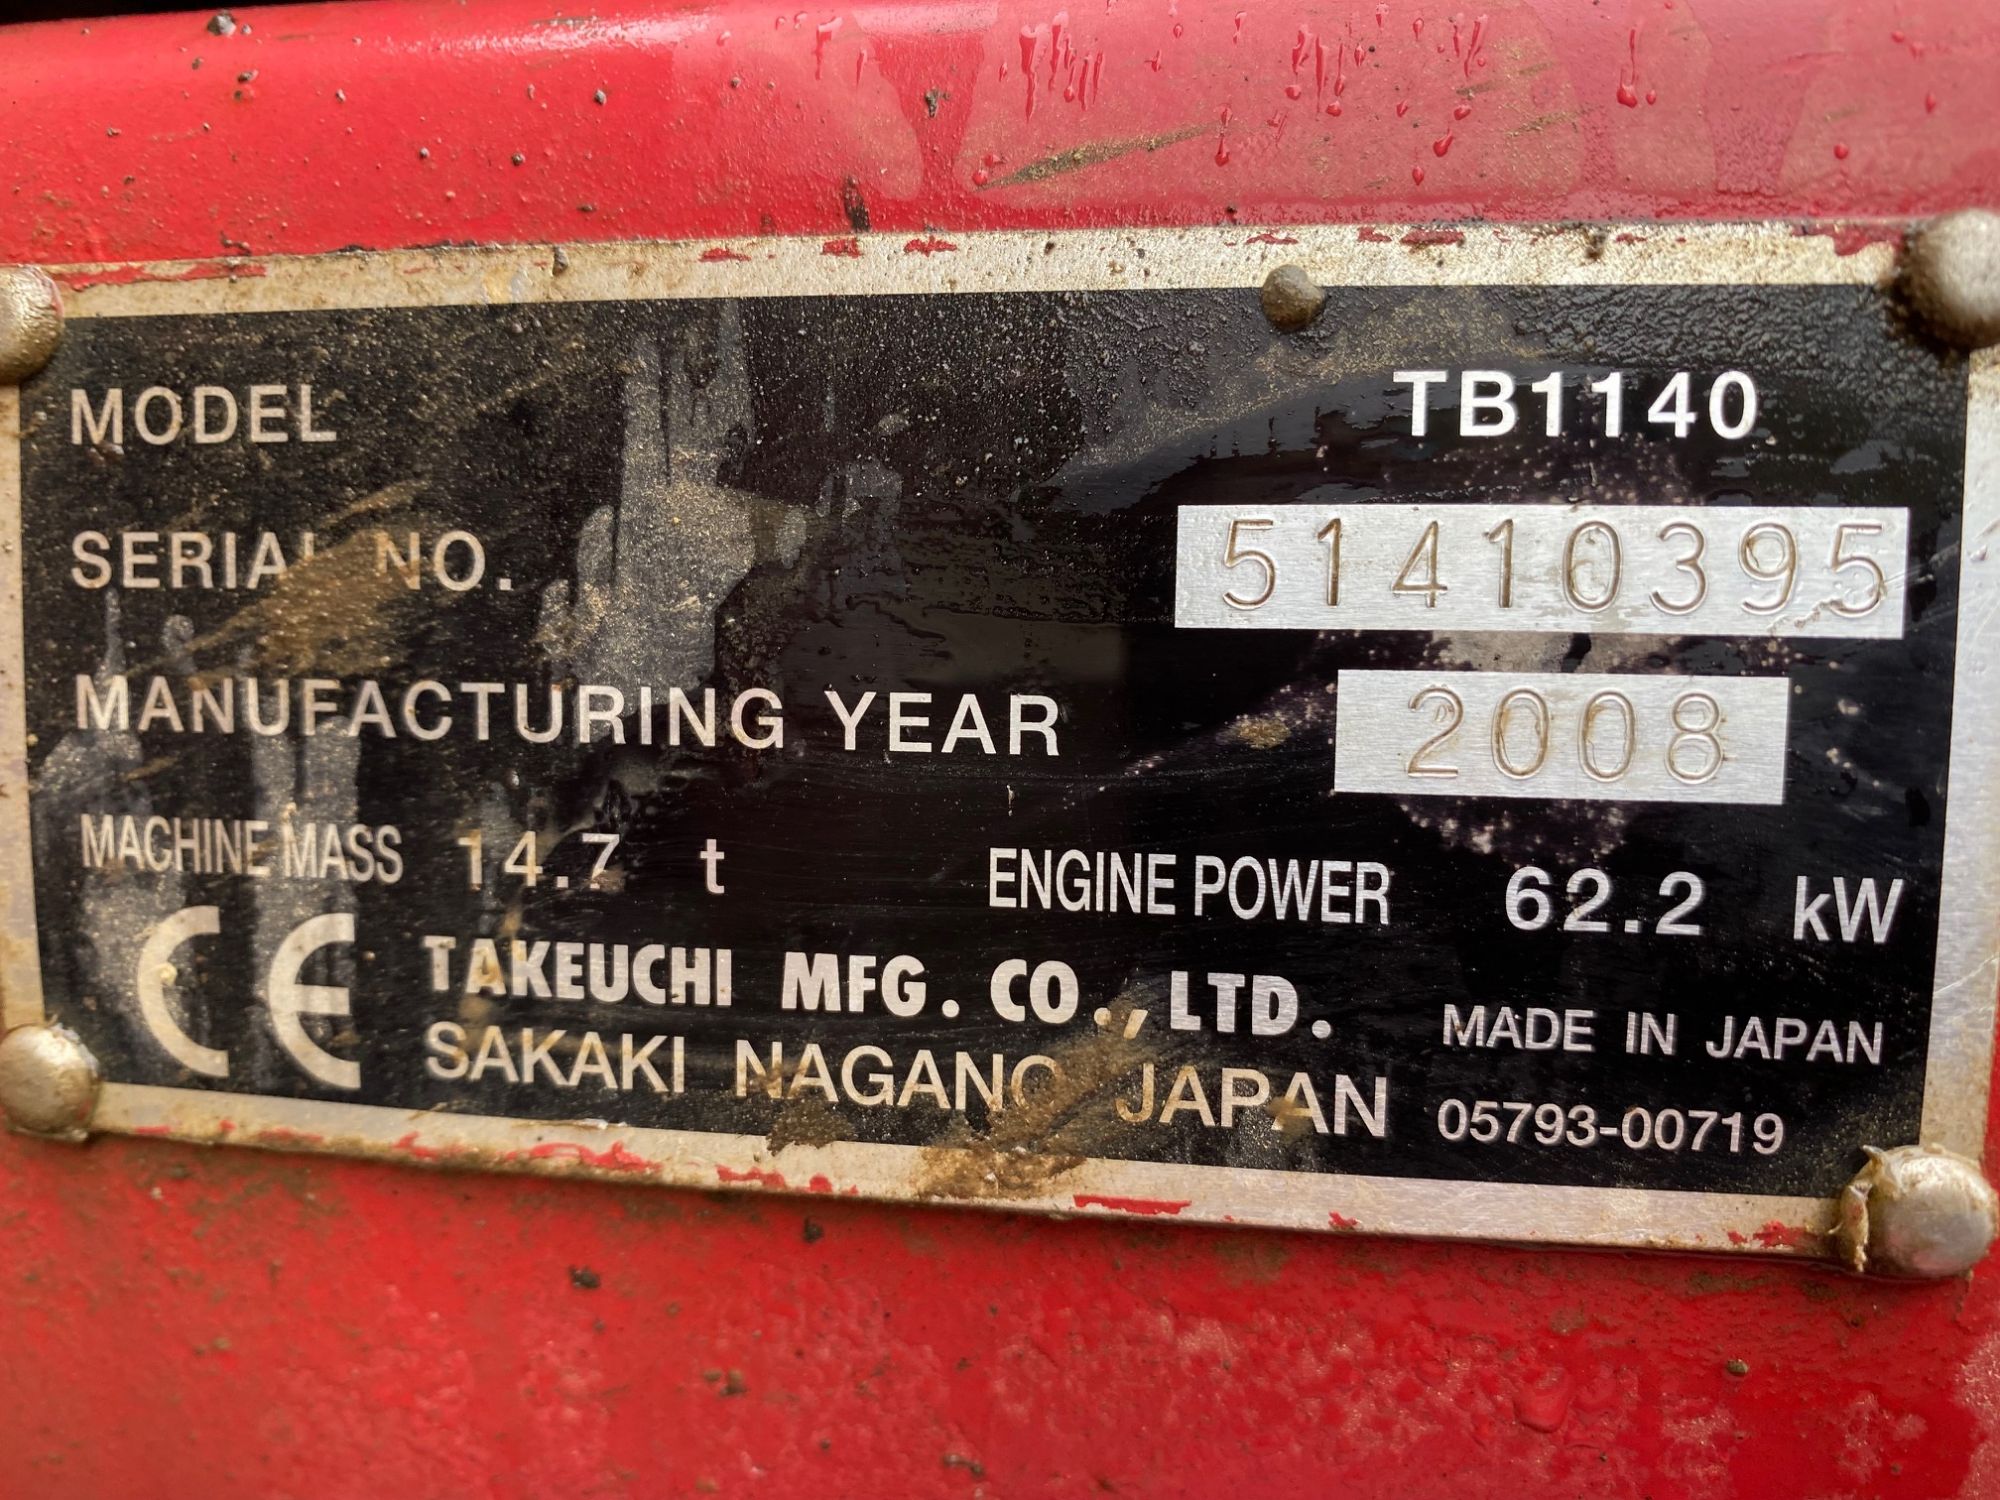 MODEL TB1140
SERIAL NO. 51410395
MANUFACTURING YEAR 2008
MACHINE MASS 14.7 t ENGINE POWER 62.2 kW
CE TAKEUCHI MFG. CO., LTD.
SAKAKI NAGANO JAPAN
MADE IN JAPAN
05793-00719